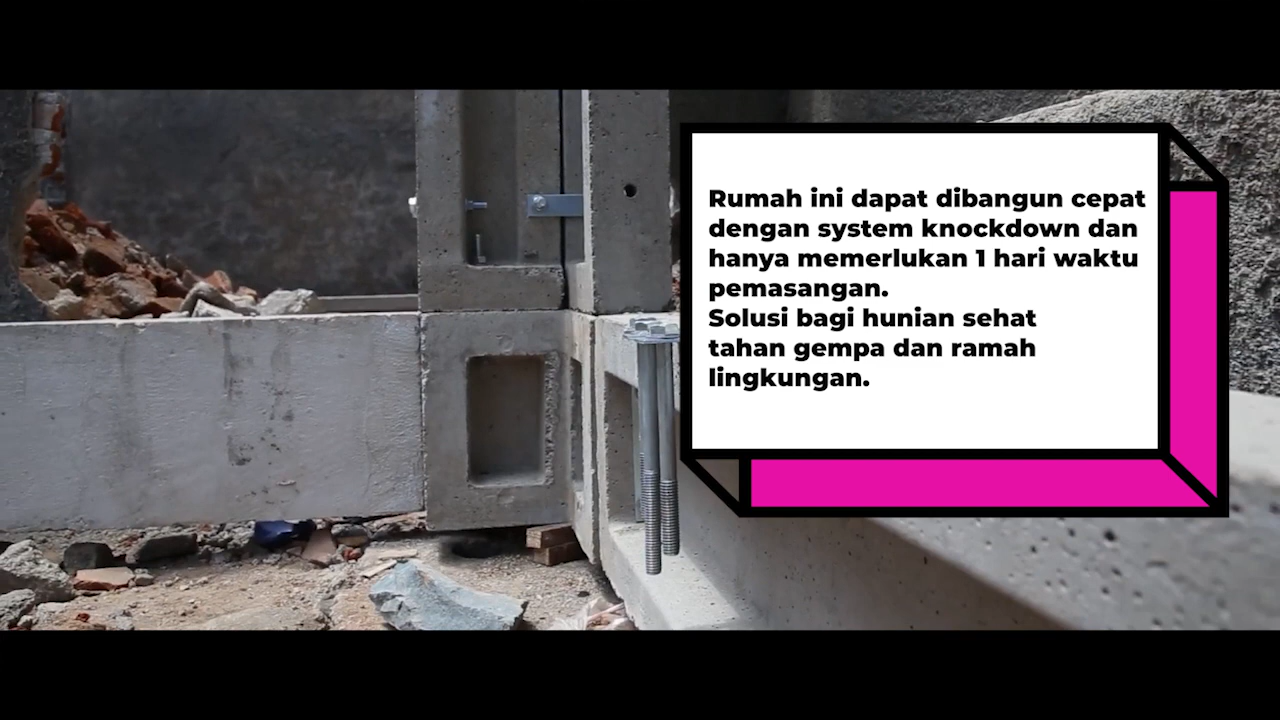 Rumah ini dapat dibangun cepat
dengan system knockdown dan
hanya memerlukan 1 hari waktu
pemasangan.
Solusi bagi hunian sehat
tahan gempa dan ramah
lingkungan.